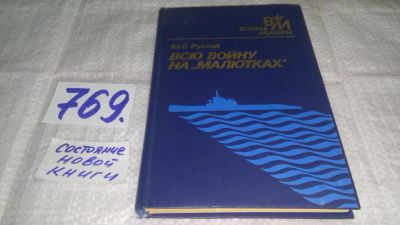 769.
СОСТОЯНИЕ
НОВОЙ
КНИГИ
ВМ
ВОЕННЫЕ
МЕМУАРЫ
Ю.С. Руссин
ВСЮ ВОЙНУ
НА „МАЛЮТКАХ"